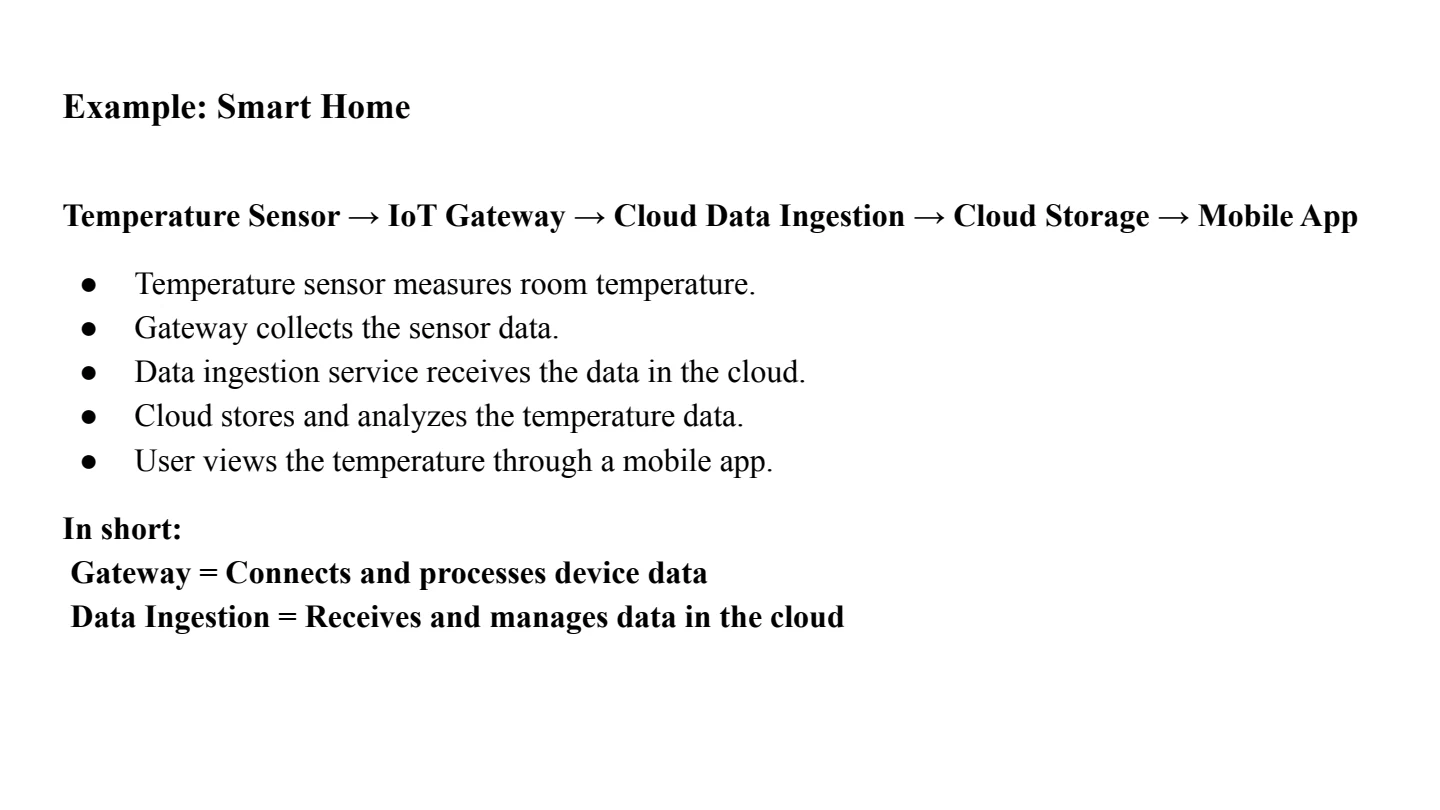 Example: Smart Home
Temperature Sensor → IoT Gateway → Cloud Data Ingestion → Cloud Storage → Mobile App
● Temperature sensor measures room temperature.
● Gateway collects the sensor data.
● Data ingestion service receives the data in the cloud.
● Cloud stores and analyzes the temperature data.
● User views the temperature through a mobile app.
In short:
Gateway = Connects and processes device data
Data Ingestion = Receives and manages data in the cloud